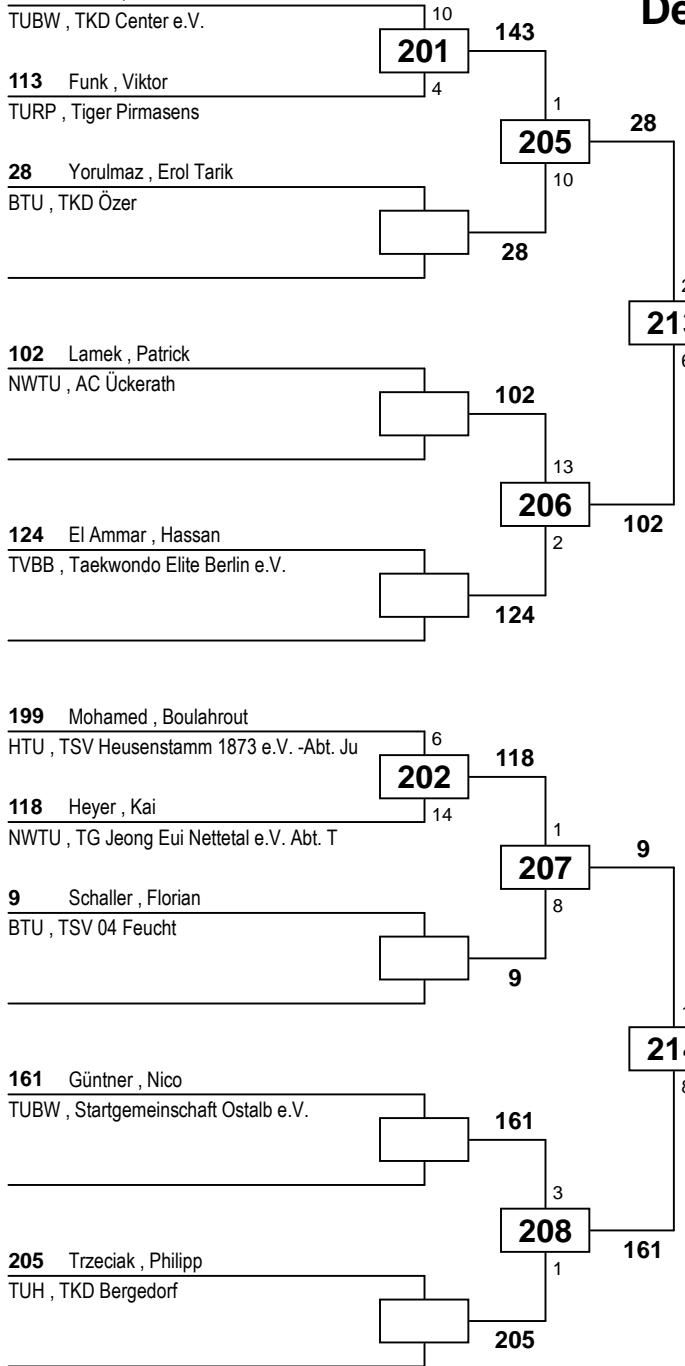 De
TUBW , TKD Center e.V.
10
143
201
4
113 Funk , Viktor
TURP , Tiger Pirmasens
1
28
205
10
28 Yorulmaz , Erol Tarik
BTU , TKD Özer
28
213
102 Lamek , Patrick
NWTU , AC Ückerath
102
13
206
102
2
124 El Ammar , Hassan
TVBB , Taekwondo Elite Berlin e.V.
124
199 Mohamed , Boulahrout
HTU , TSV Heusenstamm 1873 e.V. -Abt. Ju
6
118
202
14
118 Heyer , Kai
NWTU , TG Jeong Eui Nettetal e.V. Abt. T
1
9
207
8
9 Schaller , Florian
BTU , TSV 04 Feucht
9
214
161 Güntner , Nico
TUBW , Startgemeinschaft Ostalb e.V.
161
3
208
161
1
205 Trzeciak , Philipp
TUH , TKD Bergedorf
205